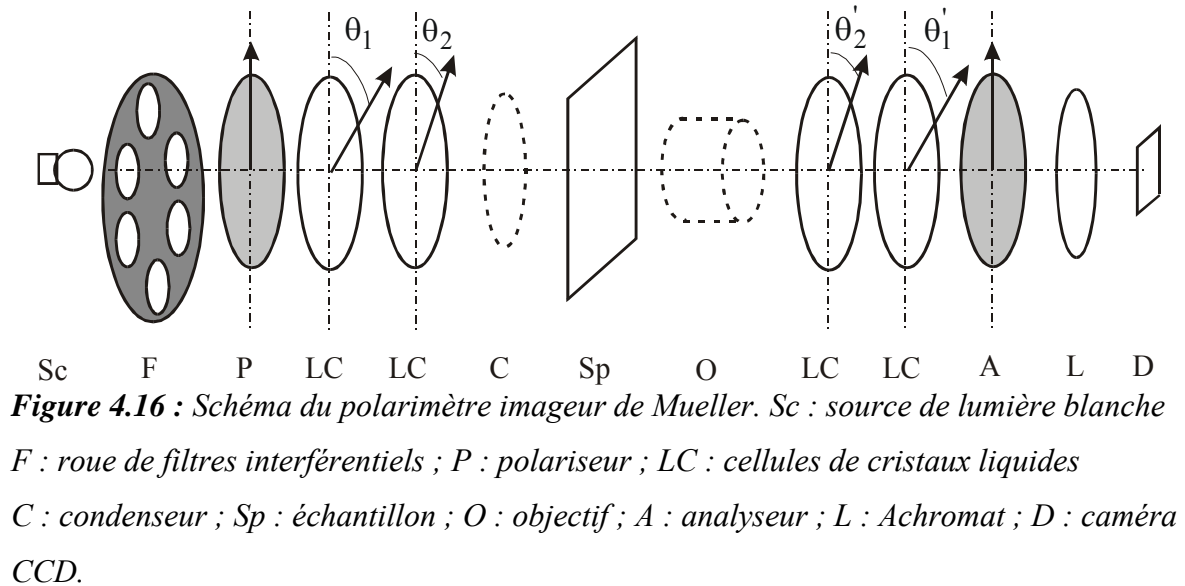 θ1 θ2 θ'2 θ'1
Sc F P LC LC C Sp O LC LC A L D
Figure 4.16 : Schéma du polarimètre imageur de Mueller. Sc : source de lumière blanche
F : roue de filtres interférentiels ; P : polariseur ; LC : cellules de cristaux liquides
C : condenseur ; Sp : échantillon ; O : objectif ; A : analyseur ; L : Achromat ; D : caméra
CCD.